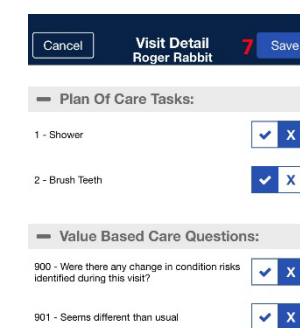 Cancel
Visit Detail
Roger Rabbit
7
Save
Plan Of Care Tasks:
1 - Shower
X
2 - Brush Teeth
X
Value Based Care Questions:
900 - Were there any change in condition risks
identified during this visit?
X
901 - Seems different than usual
X